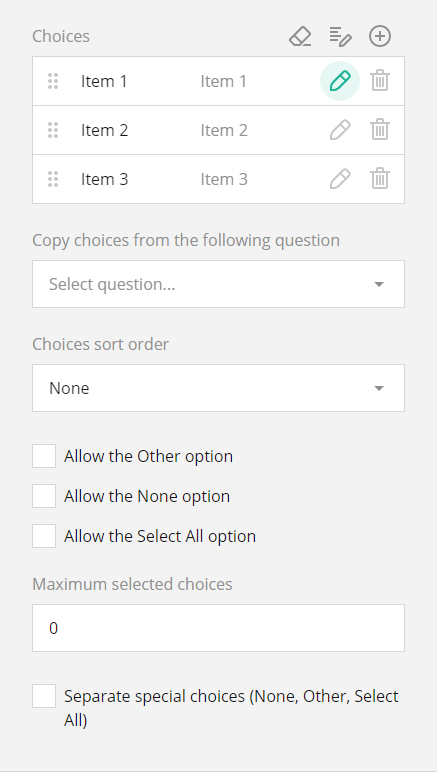 Choices
Item 1 Item 1
Item 2 Item 2
Item 3 Item 3
Copy choices from the following question
Select question...
Choices sort order
None
Allow the Other option
Allow the None option
Allow the Select All option
Maximum selected choices
0
Separate special choices (None, Other, Select
All)